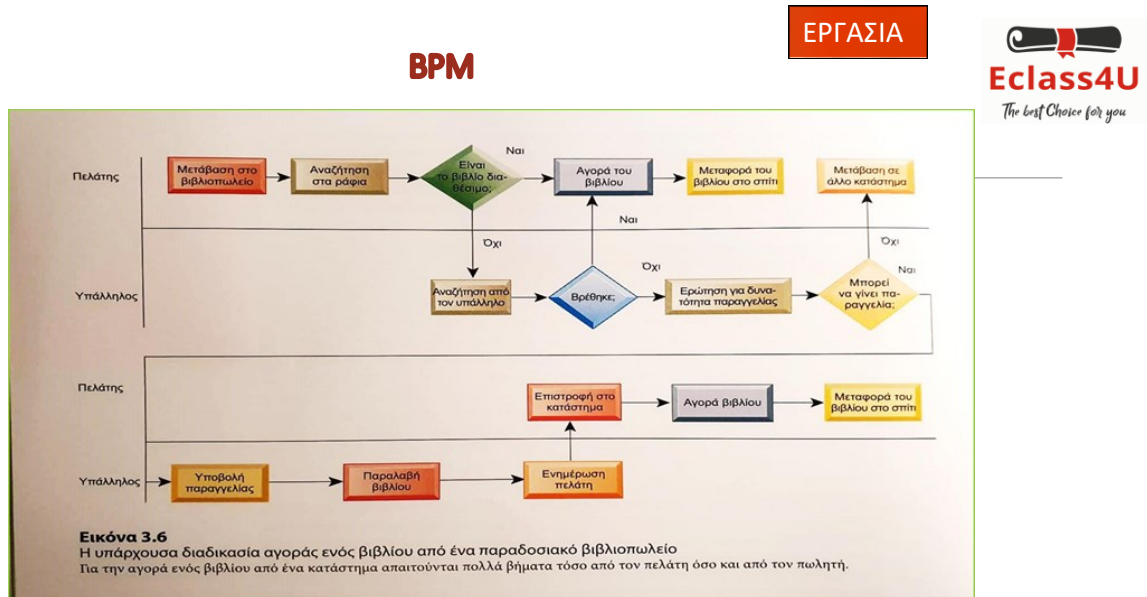 ΕΡΓΑΣΙΑ
BPM
Eclass4U
The best Choice for you
Πελάτης
Μετάβαση στο
βιβλιοπωλείο
Αναζήτηση
στα ράφια
Είναι
το βιβλίο δια-
θέσιμο;
Ναι
Αγορά του
βιβλίου
Μεταφορά του
βιβλίου στο σπίτι
Μετάβαση σε
άλλο κατάστημα
Όχι
Ναι
Όχι
Υπάλληλος
Αναζήτηση από
τον υπάλληλο
Βρέθηκε;
Όχι
Ερώτηση για δυνα-
τότητα παραγγελίας
Μπορεί
να γίνει πα-
ραγγελία;
Ναι
Πελάτης
Επιστροφή στο
κατάστημα
Αγορά βιβλίου
Μεταφορά του
βιβλίου στο σπίτι
Υπάλληλος
Υποβολή
παραγγελίας
Παραλαβή
βιβλίου
Ενημέρωση
πελάτη
Εικόνα 3.6
Η υπάρχουσα διαδικασία αγοράς ενός βιβλίου από ένα παραδοσιακό βιβλιοπωλείο
Για την αγορά ενός βιβλίου από ένα κατάστημα απαιτούνται πολλά βήματα τόσο από τον πελάτη όσο και από τον πωλητή.